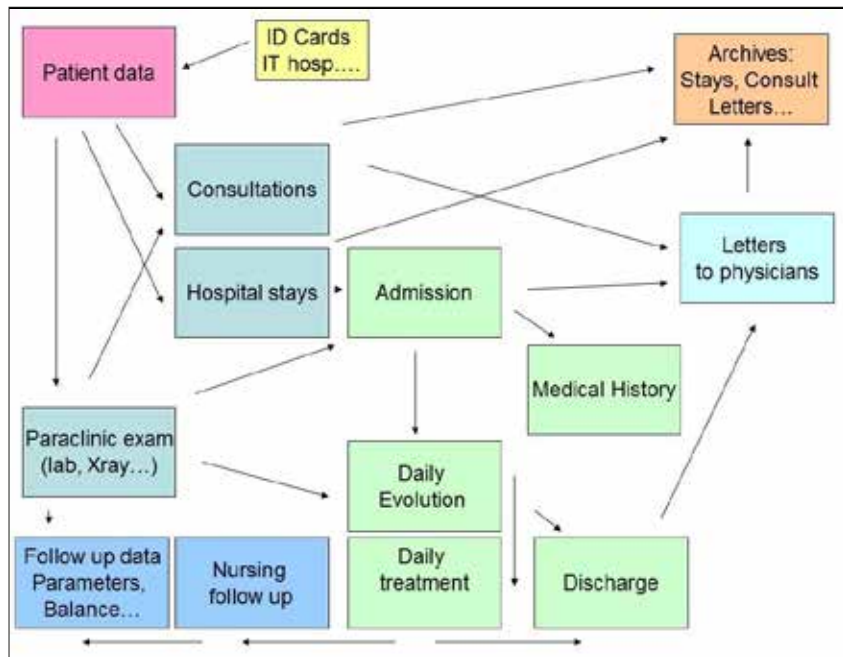 ID Cards
IT hosp....
Patient data
Archives:
Stays, Consult
Letters...
Consultations
Letters
to physicians
Hospital stays
Admission
Medical History
Paraclinic exam
(lab, Xray...)
Daily
Evolution
Follow up data
Parameters,
Balance...
Nursing
follow up
Daily
treatment
Discharge